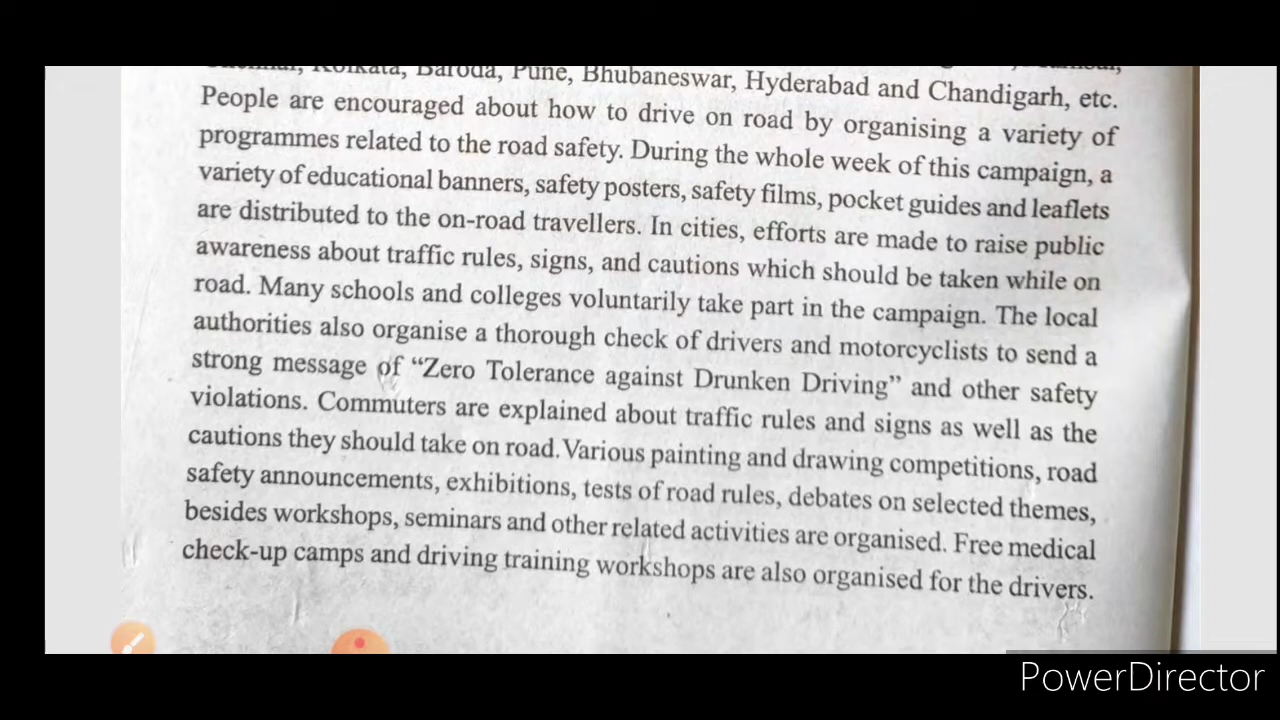 Kolkata, Baroda, Pune, Bhubaneswar, Hyderabad and Chandigarh, etc.
People are encouraged about how to drive on road by organising a variety of
programmes related to the road safety. During the whole week of this campaign, a
variety of educational banners, safety posters, safety films, pocket guides and leaflets
are distributed to the on-road travellers. In cities, efforts are made to raise public
awareness about traffic rules, signs, and cautions which should be taken while on
road. Many schools and colleges voluntarily take part in the campaign. The local
authorities also organise a thorough check of drivers and motorcyclists to send a
strong message of “Zero Tolerance against Drunken Driving” and other safety
violations. Commuters are explained about traffic rules and signs as well as the
cautions they should take on road. Various painting and drawing competitions, road
safety announcements, exhibitions, tests of road rules, debates on selected themes,
besides workshops, seminars and other related activities are organised. Free medical
check-up camps and driving training workshops are also organised for the drivers.
PowerDirector